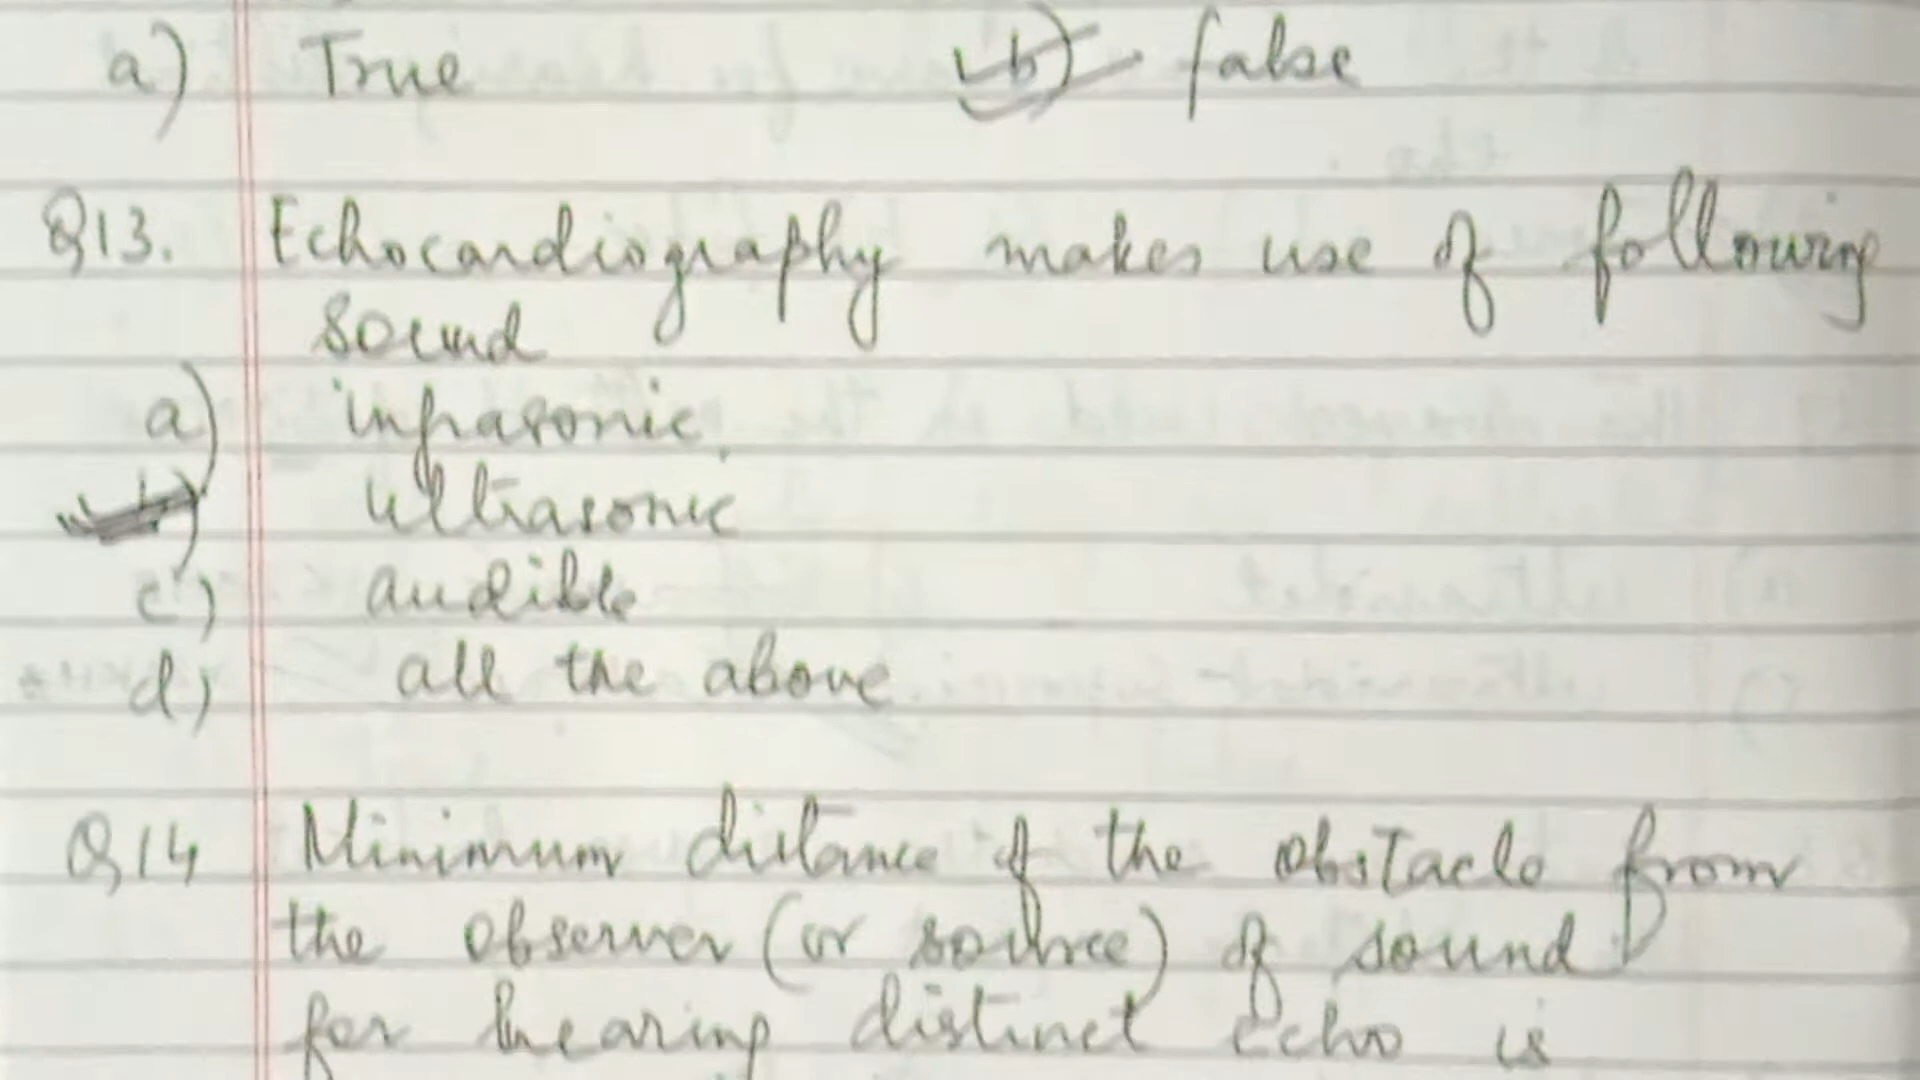 a) True b) false
Q13. Echocardiography makes use of following
sound
a) infrasonic
b) ultrasonic
c) audible
d) all the above
Q14 Minimum distance of the obstacle from
the observer (or source) of sound
for hearing distinct echo is